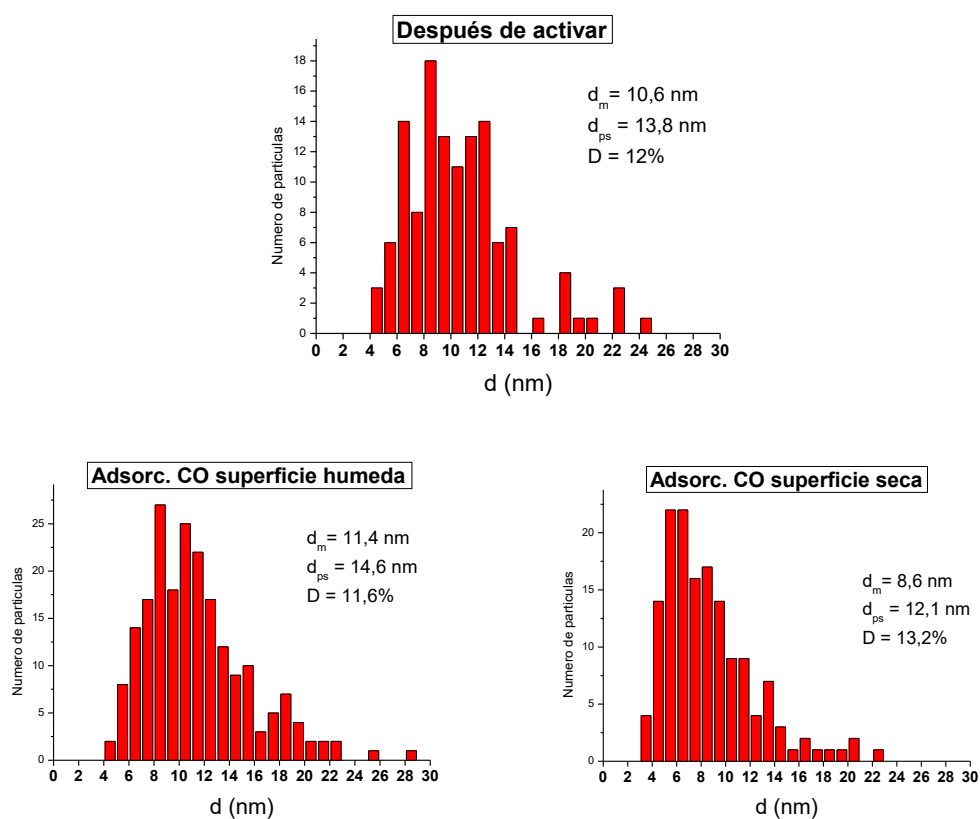 Después de activar
18
16
14
12
10
8
6
4
2
0
Numero de particulas
d_m = 10,6 nm
d_ps = 13,8 nm
D = 12%
0 2 4 6 8 10 12 14 16 18 20 22 24 26 28 30
d (nm)
Adsorc. CO superficie humeda
25
20
15
10
5
0
Numero de particulas
d_m = 11,4 nm
d_ps = 14,6 nm
D = 11,6%
0 2 4 6 8 10 12 14 16 18 20 22 24 26 28 30
d (nm)
Adsorc. CO superficie seca
20
15
10
5
0
Numero de particulas
d_m = 8,6 nm
d_ps = 12,1 nm
D = 13,2%
0 2 4 6 8 10 12 14 16 18 20 22 24 26 28 30
d (nm)